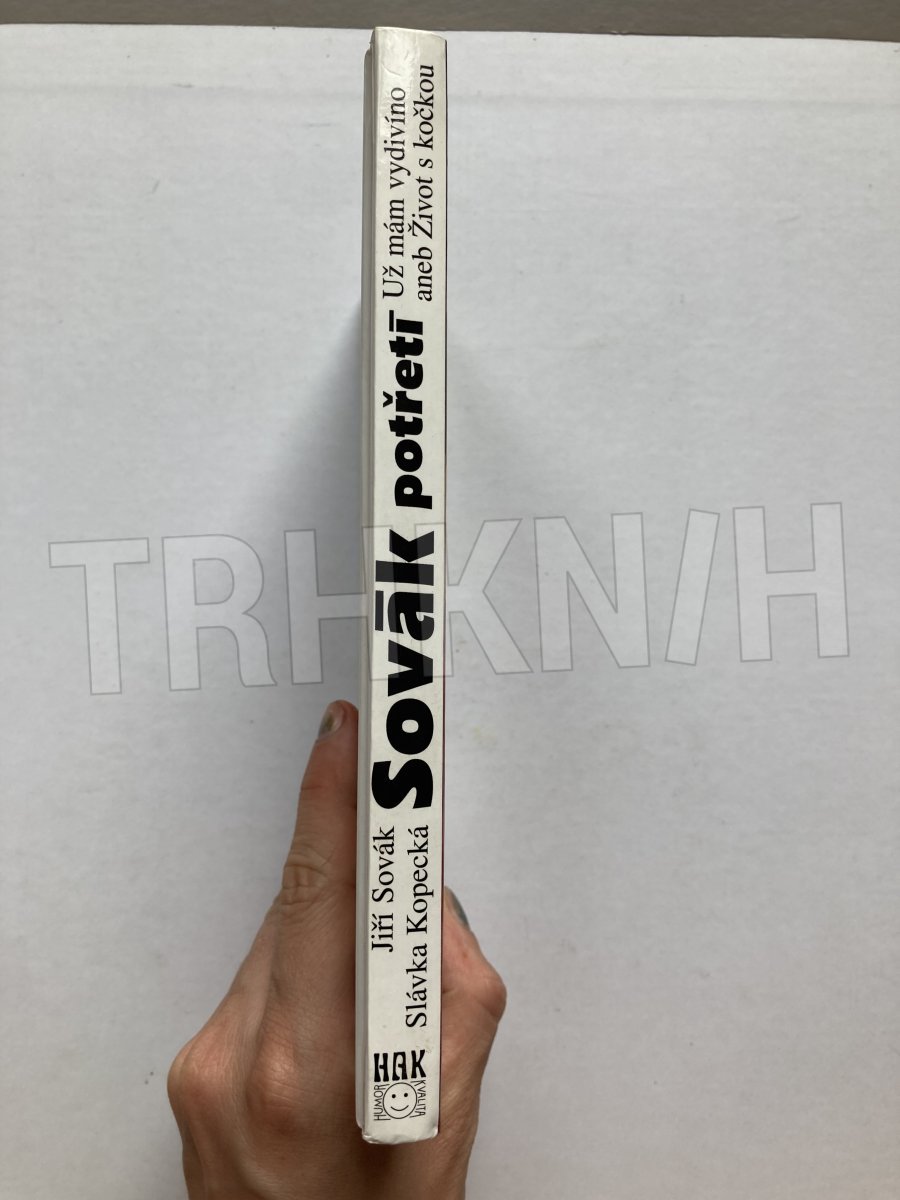 Jiří Sovák
Slávka Kopecká
Sovák potřetí
Už mám vydivíno
aneb Život s kočkou
HAK
HUMOR
KVALITA
TRHKNIH